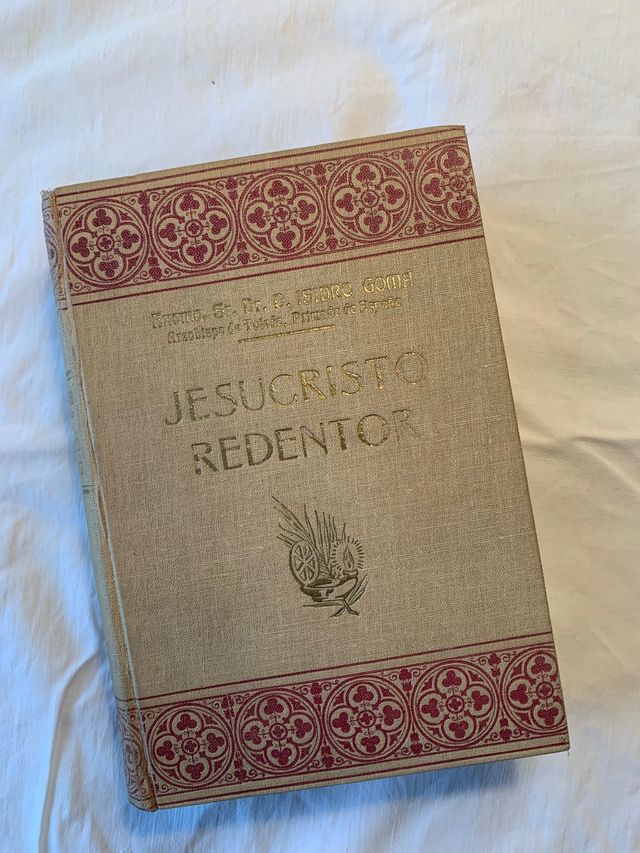 Excmo. Sr. Dr. D. ISIDRO GOMÁ
Arzobispo de Toledo, Primado de España
JESUCRISTO
REDENTOR